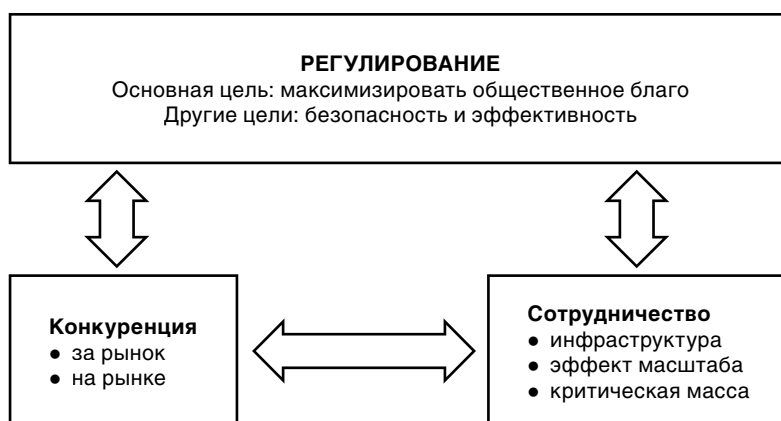 РЕГУЛИРОВАНИЕ
Основная цель: максимизировать общественное благо
Другие цели: безопасность и эффективность
Конкуренция
● за рынок
● на рынке
Сотрудничество
● инфраструктура
● эффект масштаба
● критическая масса